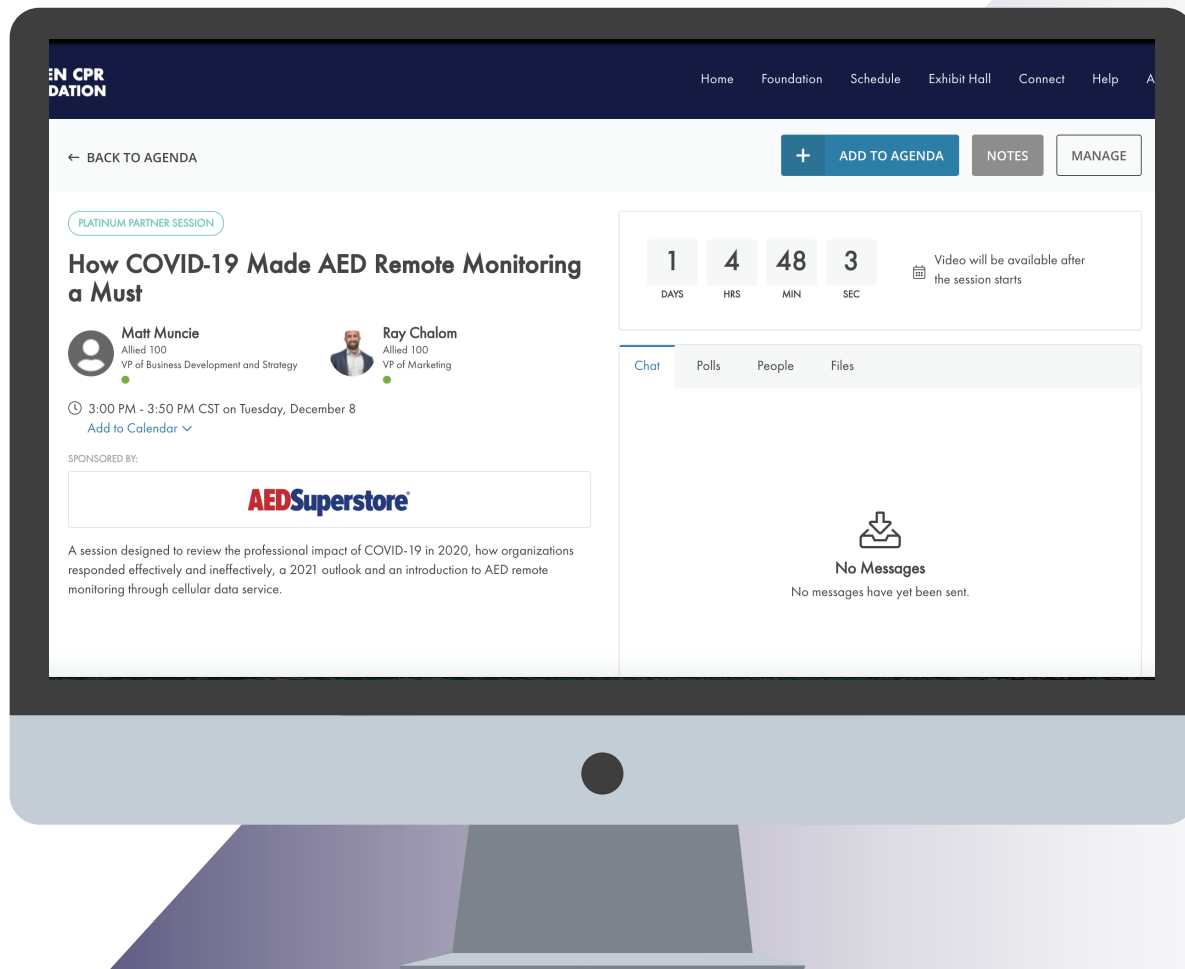 EN CPR
DATION
Home Foundation Schedule Exhibit Hall Connect Help A
← BACK TO AGENDA
+ ADD TO AGENDA NOTES MANAGE
PLATINUM PARTNER SESSION
How COVID-19 Made AED Remote Monitoring
a Must
Matt Muncie
Allied 100
VP of Business Development and Strategy
Ray Chalom
Allied 100
VP of Marketing
3:00 PM - 3:50 PM CST on Tuesday, December 8
Add to Calendar
SPONSORED BY:
AEDSuperstore®
A session designed to review the professional impact of COVID-19 in 2020, how organizations
responded effectively and ineffectively, a 2021 outlook and an introduction to AED remote
monitoring through cellular data service.
1 4 48 3
DAYS HRS MIN SEC
Video will be available after
the session starts
Chat Polls People Files
No Messages
No messages have yet been sent.